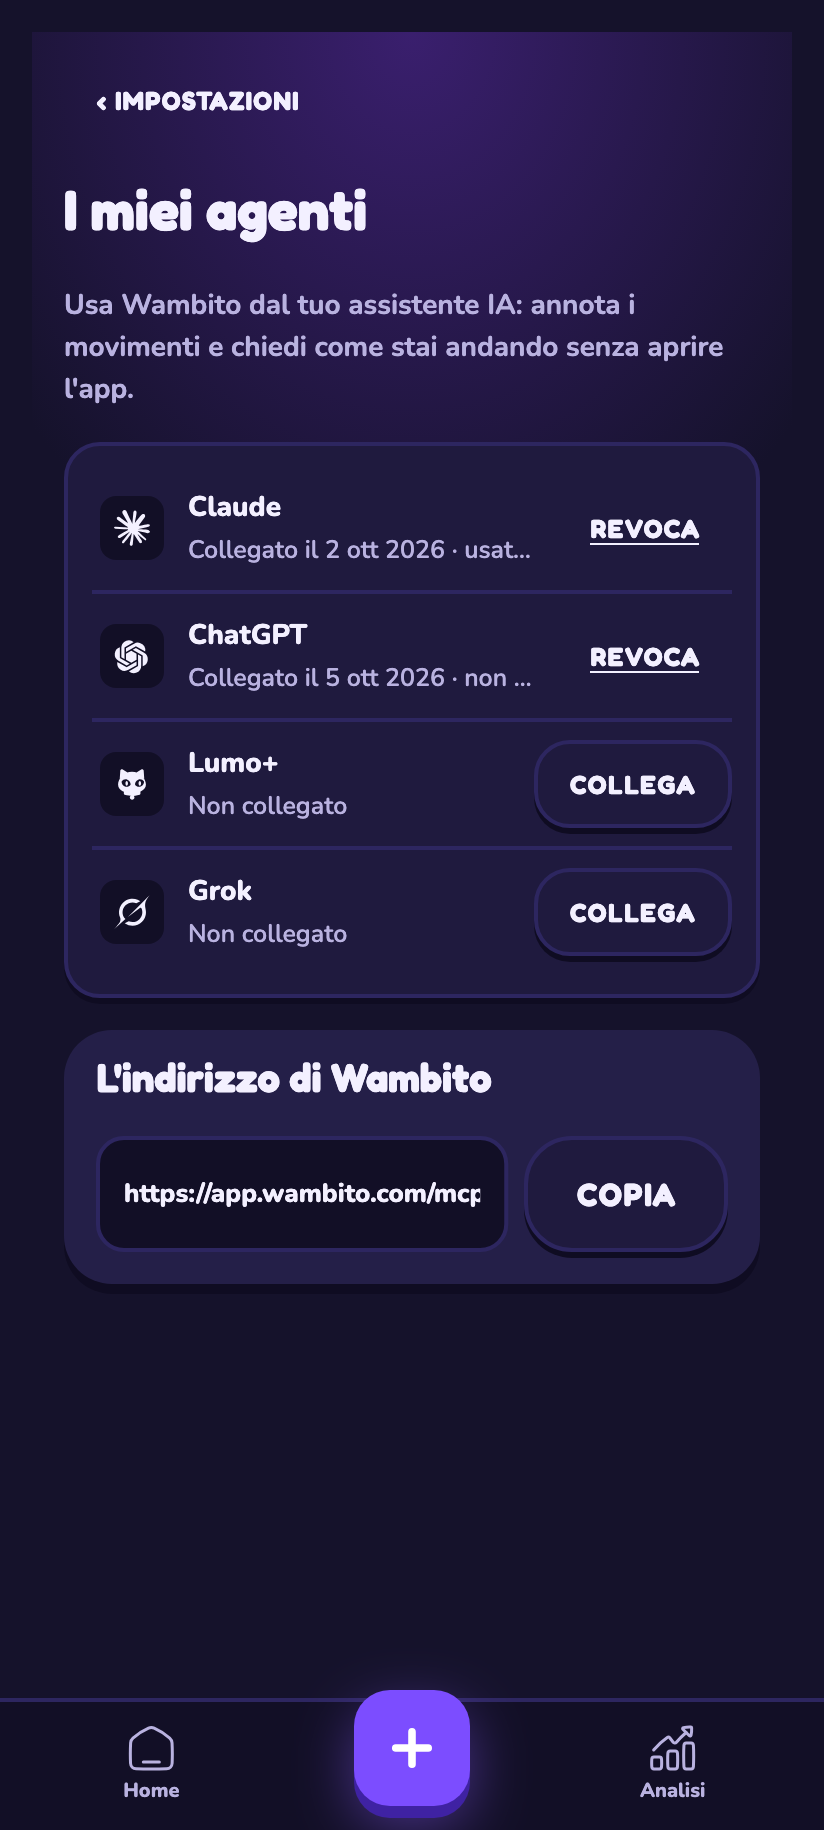 ‹ IMPOSTAZIONI
I miei agenti
Usa Wambito dal tuo assistente IA: annota i
movimenti e chiedi come stai andando senza aprire
l'app.
Claude
Collegato il 2 ott 2026 · usat...
REVOCA
ChatGPT
Collegato il 5 ott 2026 · non ...
REVOCA
Lumo+
Non collegato
COLLEGA
Grok
Non collegato
COLLEGA
L'indirizzo di Wambito
https://app.wambito.com/mcp
COPIA
Home
Analisi